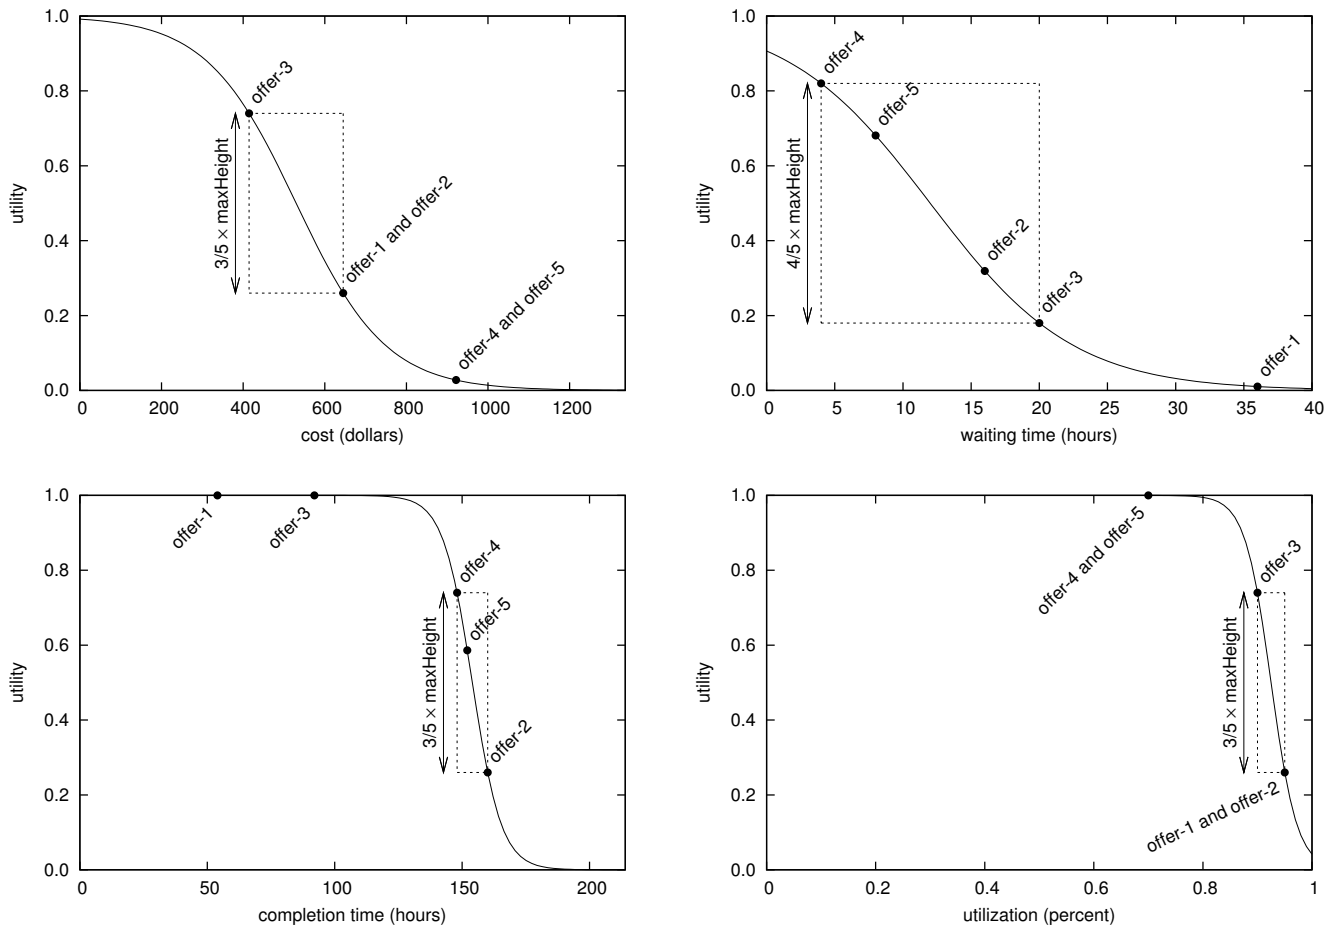 1.0
0.8
0.6
0.4
0.2
0.0
utility
0
200
400
600
800
1000
1200
cost (dollars)
3/5 × maxHeight
offer-3
offer-1 and offer-2
offer-4 and offer-5
1.0
0.8
0.6
0.4
0.2
0.0
utility
0
5
10
15
20
25
30
35
40
waiting time (hours)
4/5 × maxHeight
offer-4
offer-5
offer-2
offer-3
offer-1
1.0
0.8
0.6
0.4
0.2
0.0
utility
0
50
100
150
200
completion time (hours)
3/5 × maxHeight
offer-1
offer-3
offer-4
offer-5
offer-2
1.0
0.8
0.6
0.4
0.2
0.0
utility
0
0.2
0.4
0.6
0.8
1
utilization (percent)
3/5 × maxHeight
offer-4 and offer-5
offer-3
offer-1 and offer-2